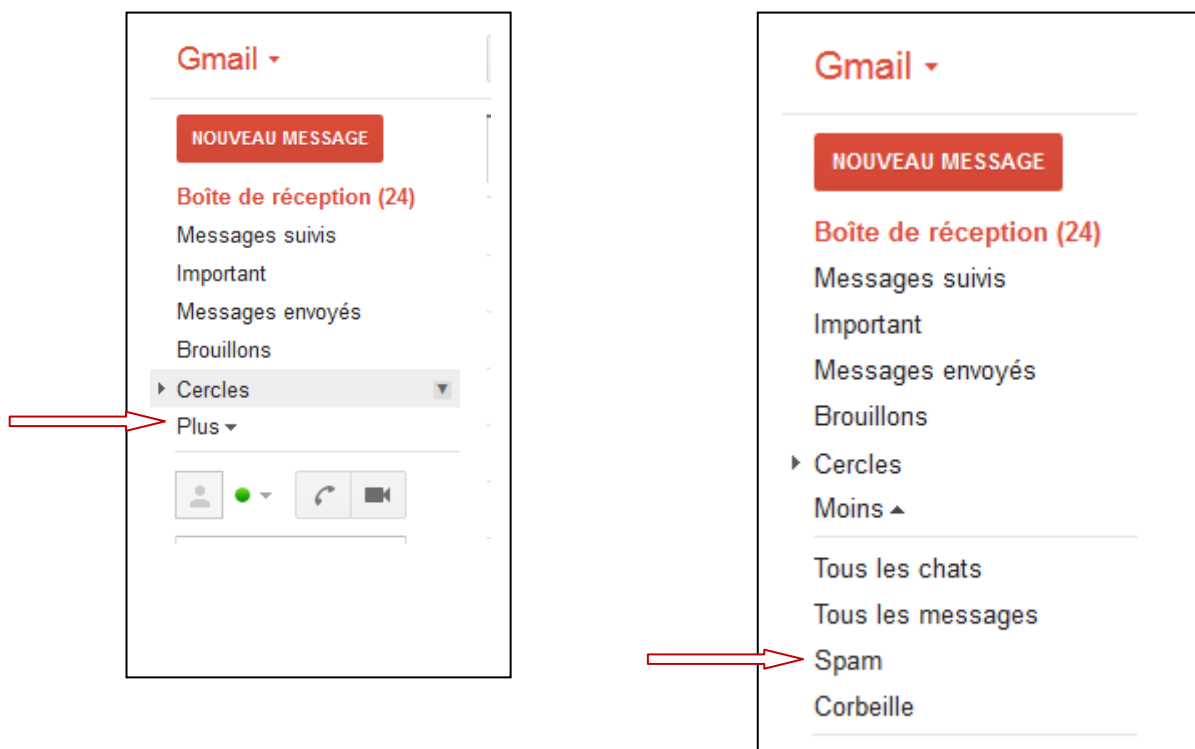 Gmail
NOUVEAU MESSAGE
Boîte de réception (24)
Messages suivis
Important
Messages envoyés
Brouillons
Cercles
Plus
Gmail
NOUVEAU MESSAGE
Boîte de réception (24)
Messages suivis
Important
Messages envoyés
Brouillons
Cercles
Moins
Tous les chats
Tous les messages
Spam
Corbeille